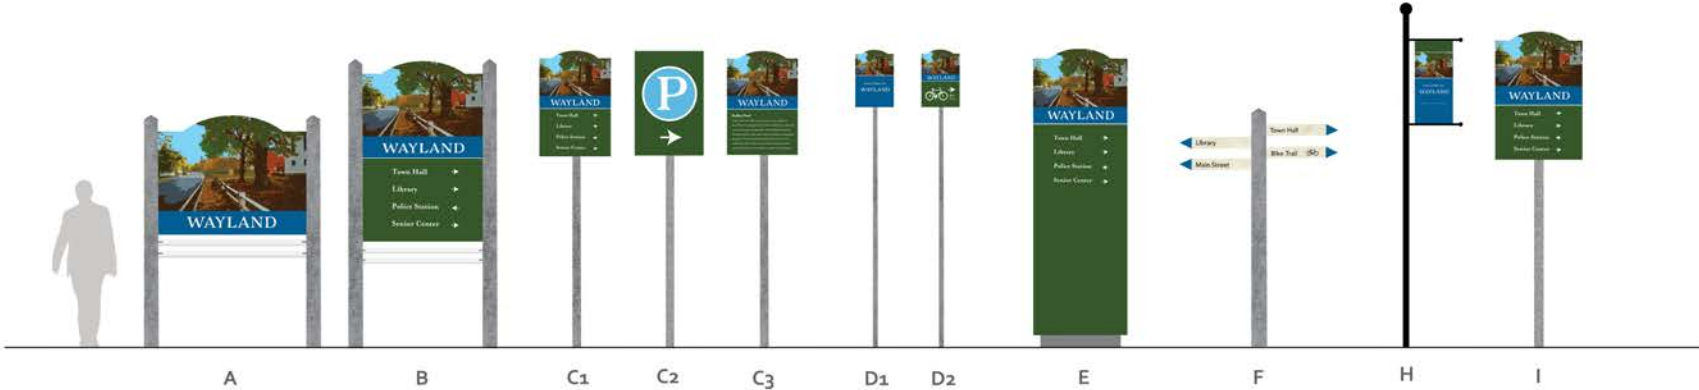 WAYLAND
WAYLAND
Town Hall
Library
Police Station
Senior Center
WAYLAND
Town Hall
Library
Police Station
Senior Center
P
WAYLAND
WAYLAND
WAYLAND
WAYLAND
Town Hall
Library
Police Station
Senior Center
Library
Main Street
Town Hall
Bike Trail
WAYLAND
WAYLAND
Town Hall
Library
Police Station
Senior Center
A B C1 C2 C3 D1 D2 E F H I